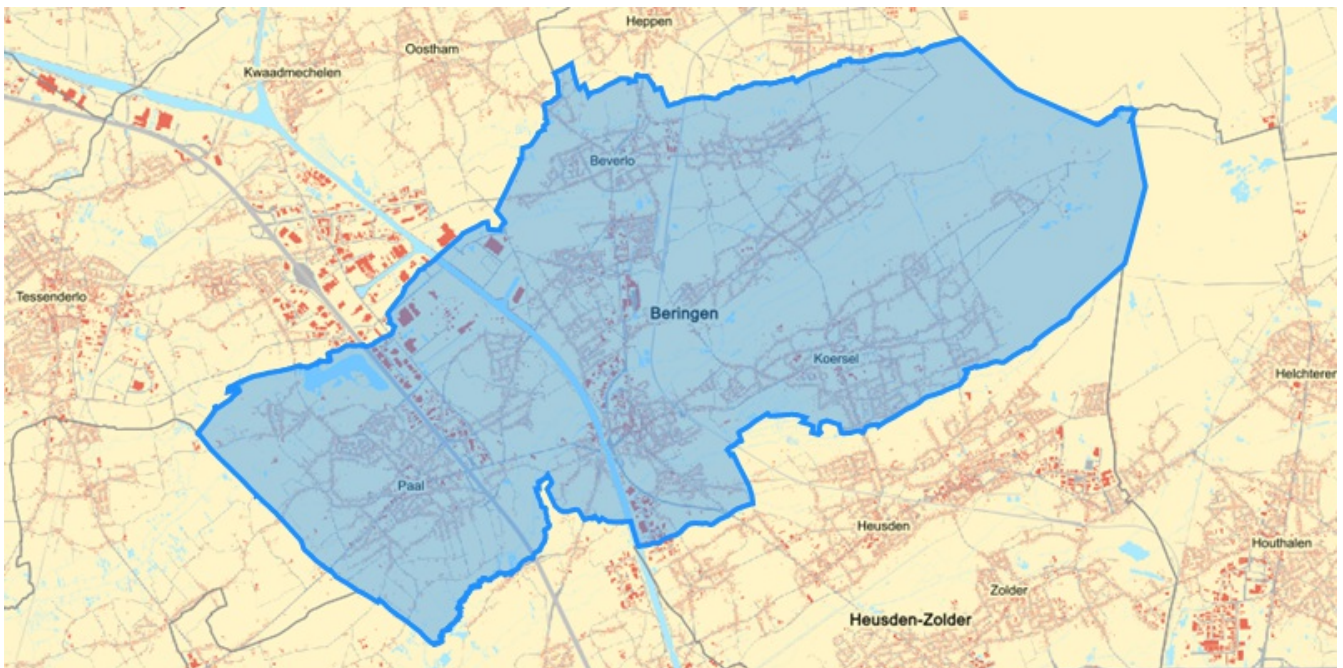 Heppen
Oostham
Kwaadmechelen
Beverlo
Tessenderlo
Beringen
Koersel
Helchteren
Paal
Heusden
Houthalen
Zolder
Heusden-Zolder